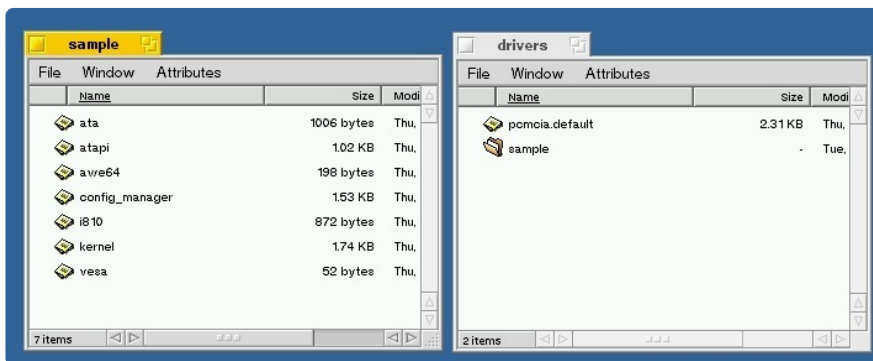 sample
File Window Attributes
Name Size Modi
ata 1006 bytes Thu,
atapi 1.02 KB Thu,
awe64 198 bytes Thu,
config_manager 1.53 KB Thu,
i810 872 bytes Thu,
kernel 1.74 KB Thu,
vesa 52 bytes Thu,
7 items
drivers
File Window Attributes
Name Size Modi
pcmcia.default 2.31 KB Thu,
sample - Tue,
2 items